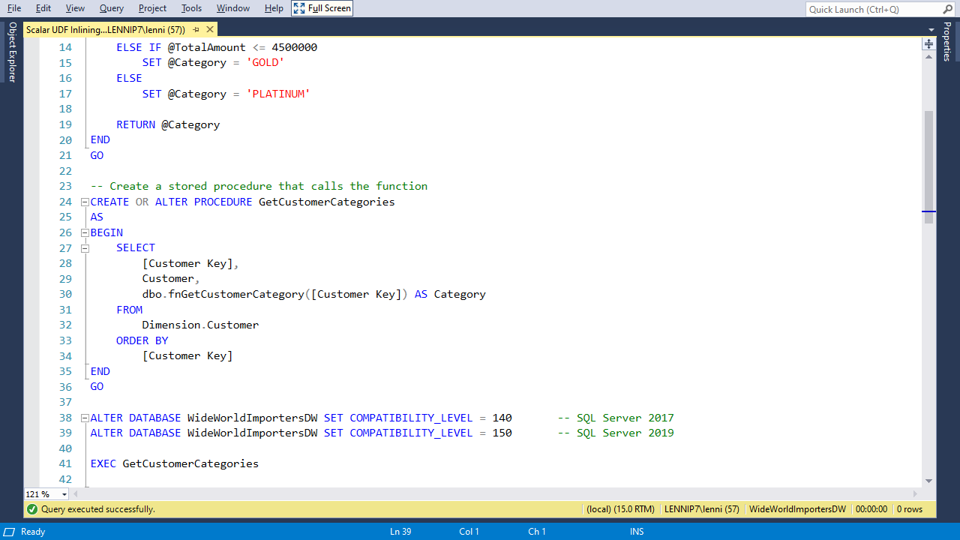 File Edit View Query Project Tools Window Help Full Screen
Quick Launch (Ctrl+Q)
Object Explorer
Properties
Scalar UDF Inlining...LENNIP7\lenni (57))
14 ELSE IF @TotalAmount <= 4500000
15 SET @Category = 'GOLD'
16 ELSE
17 SET @Category = 'PLATINUM'
18
19 RETURN @Category
20 END
21 GO
22
23 -- Create a stored procedure that calls the function
24 CREATE OR ALTER PROCEDURE GetCustomerCategories
25 AS
26 BEGIN
27 SELECT
28 [Customer Key],
29 Customer,
30 dbo.fnGetCustomerCategory([Customer Key]) AS Category
31 FROM
32 Dimension.Customer
33 ORDER BY
34 [Customer Key]
35 END
36 GO
37
38 ALTER DATABASE WideWorldImportersDW SET COMPATIBILITY_LEVEL = 140 -- SQL Server 2017
39 ALTER DATABASE WideWorldImportersDW SET COMPATIBILITY_LEVEL = 150 -- SQL Server 2019
40
41 EXEC GetCustomerCategories
42
121 %
Query executed successfully. (local) (15.0 RTM) LENNIP7\lenni (57) WideWorldImportersDW 00:00:00 0 rows
Ready Ln 39 Col 1 Ch 1 INS